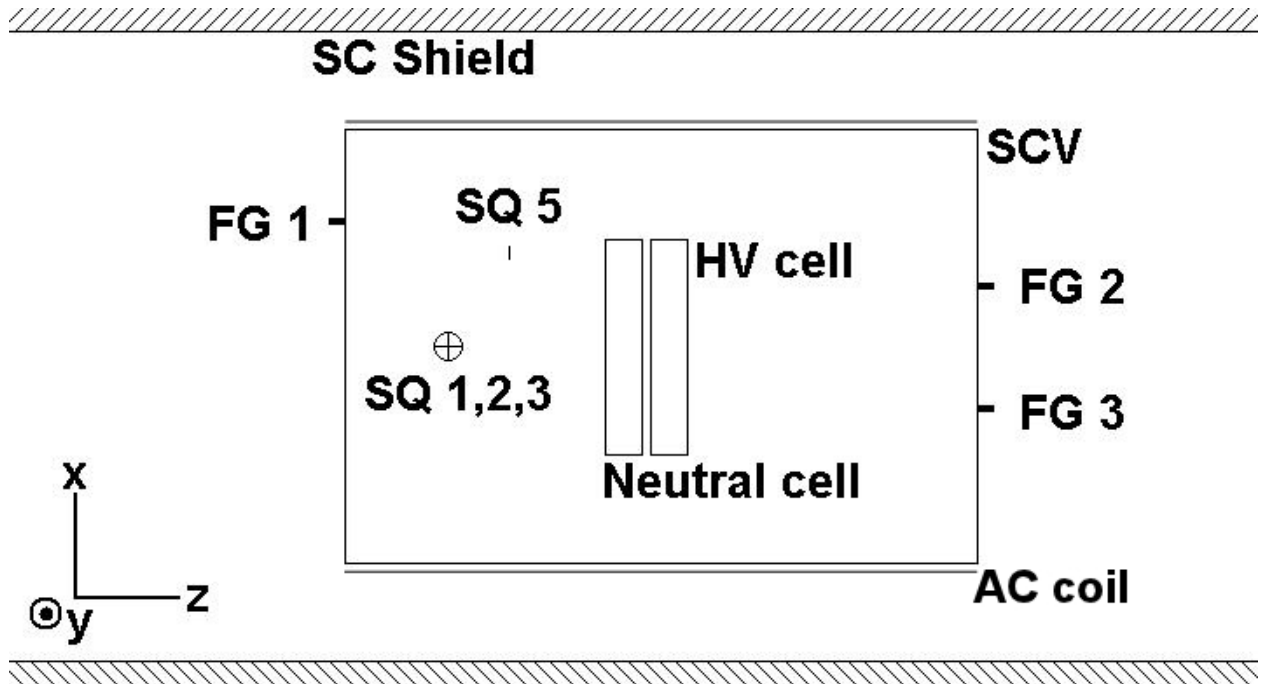 SC Shield
SCV
FG 1
SQ 5
HV cell
FG 2
SQ 1,2,3
FG 3
Neutral cell
AC coil
x
z
y